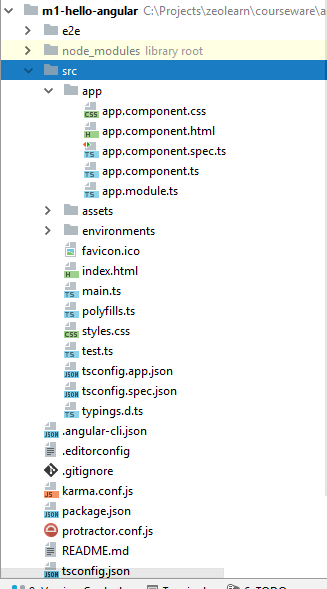 m1-hello-angular C:\Projects\zeolearn\courseware\a
e2e
node_modules library root
src
app
app.component.css
app.component.html
app.component.spec.ts
app.component.ts
app.module.ts
assets
environments
favicon.ico
index.html
main.ts
polyfills.ts
styles.css
test.ts
tsconfig.app.json
tsconfig.spec.json
typings.d.ts
.angular-cli.json
.editorconfig
.gitignore
karma.conf.js
package.json
protractor.conf.js
README.md
tsconfig.json